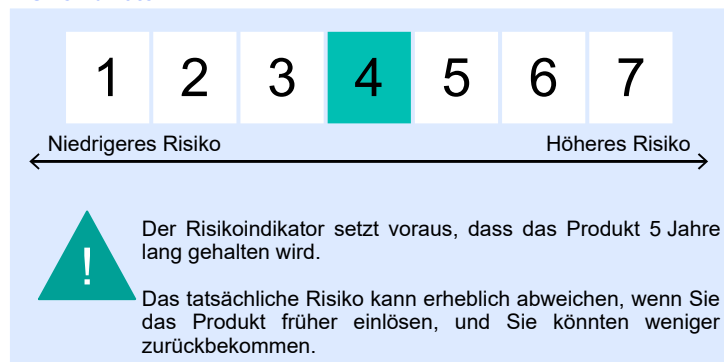 1 2 3 4 5 6 7
Niedrigeres Risiko Höheres Risiko
!
Der Risikoindikator setzt voraus, dass das Produkt 5 Jahre
lang gehalten wird.
Das tatsächliche Risiko kann erheblich abweichen, wenn Sie
das Produkt früher einlösen, und Sie könnten weniger
zurückbekommen.